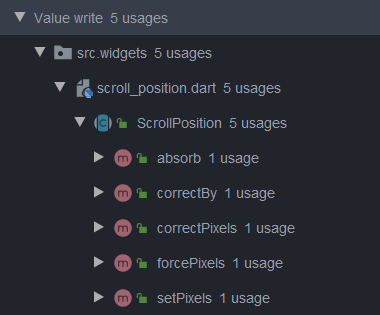 Value write 5 usages
src.widgets 5 usages
scroll_position.dart 5 usages
C ScrollPosition 5 usages
m absorb 1 usage
m correctBy 1 usage
m correctPixels 1 usage
m forcePixels 1 usage
m setPixels 1 usage